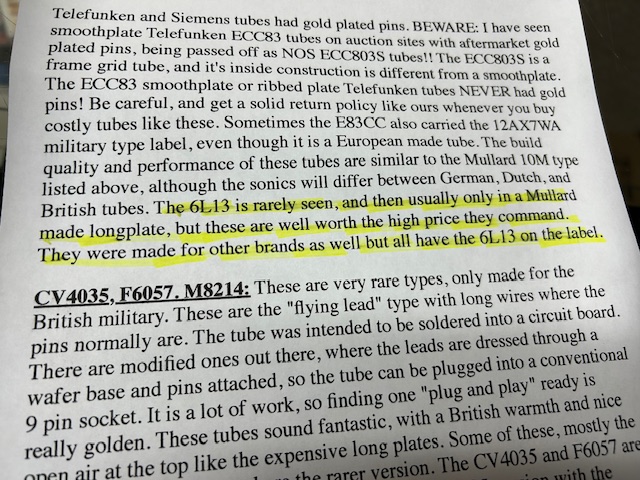 Telefunken and Siemens tubes had gold plated pins. BEWARE: I have seen
smoothplate Telefunken ECC83 tubes on auction sites with aftermarket gold
plated pins, being passed off as NOS ECC803S tubes!! The ECC803S is a
frame grid tube, and it's inside construction is different from a smoothplate.
The ECC83 smoothplate or ribbed plate Telefunken tubes NEVER had gold
pins! Be careful, and get a solid return policy like ours whenever you buy
costly tubes like these. Sometimes the E83CC also carried the 12AX7WA
military type label, even though it is a European made tube. The build
quality and performance of these tubes are similar to the Mullard 10M type
listed above, although the sonics will differ between German, Dutch, and
British tubes. The 6L13 is rarely seen, and then usually only in a Mullard
made longplate, but these are well worth the high price they command.
They were made for other brands as well but all have the 6L13 on the label.
CV4035, F6057. M8214: These are very rare types, only made for the
British military. These are the "flying lead" type with long wires where the
pins normally are. The tube was intended to be soldered into a circuit board.
There are modified ones out there, where the leads are dressed through a
wafer base and pins attached, so the tube can be plugged into a conventional
9 pin socket. It is a lot of work, so finding one "plug and play" ready is
really golden. These tubes sound fantastic, with a British warmth and nice
open air at the top like the expensive long plates. Some of these, mostly the
the rarer version. The CV4035 and F6057 are
with the